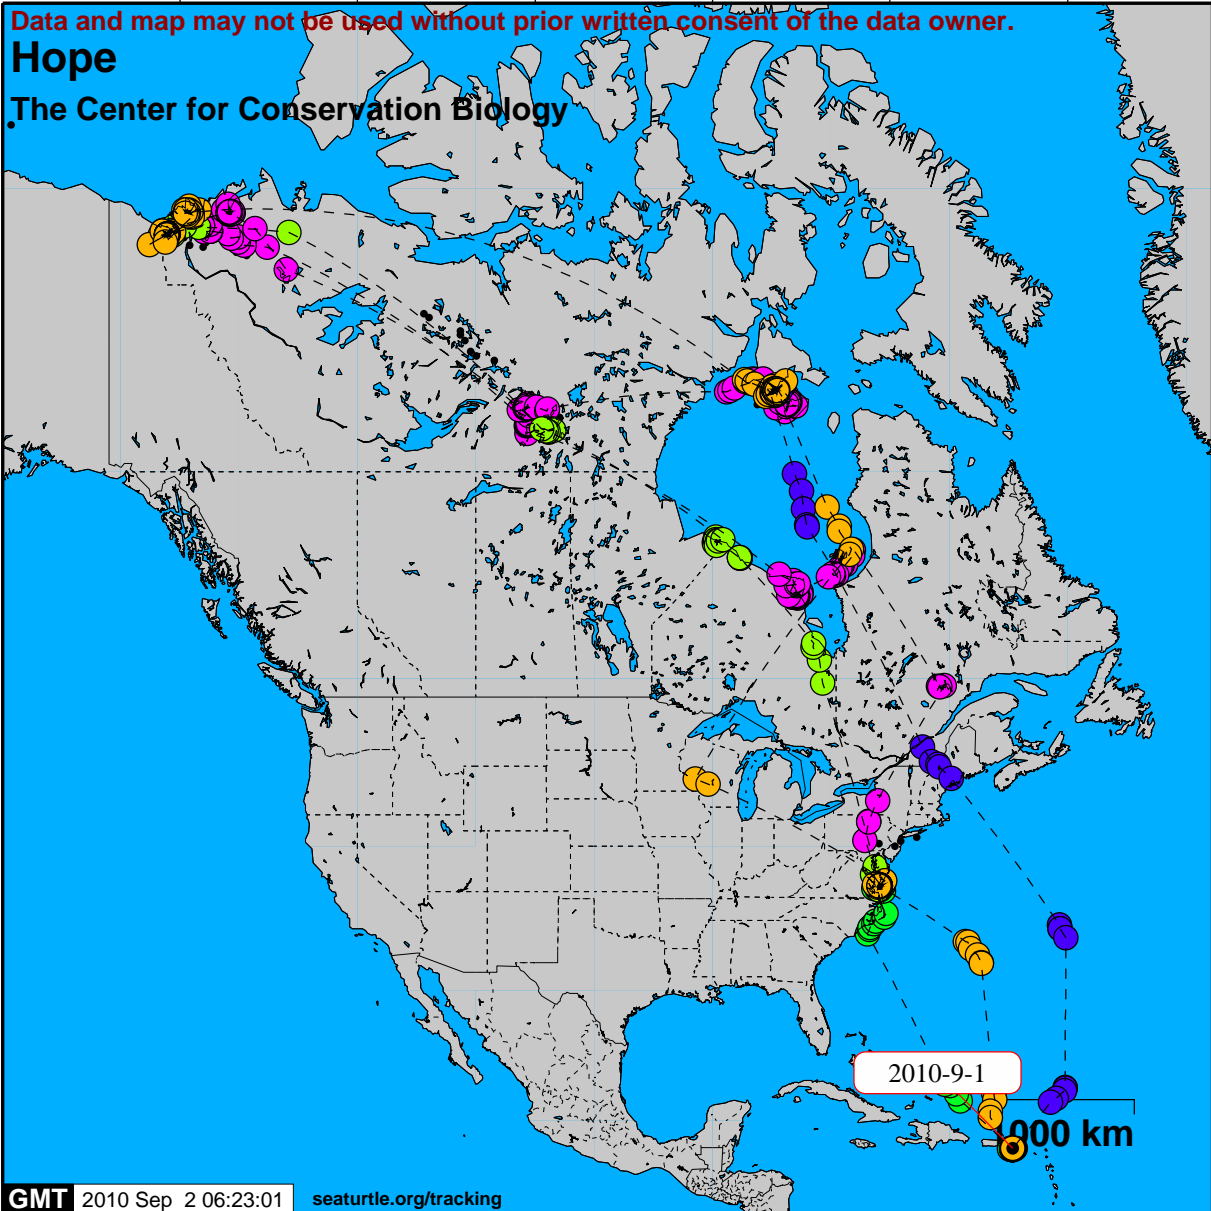 Data and map may not be used without prior written consent of the data owner.
Hope
The Center for Conservation Biology
2010-9-1
000 km
GMT 2010 Sep 2 06:23:01 seaturtle.org/tracking